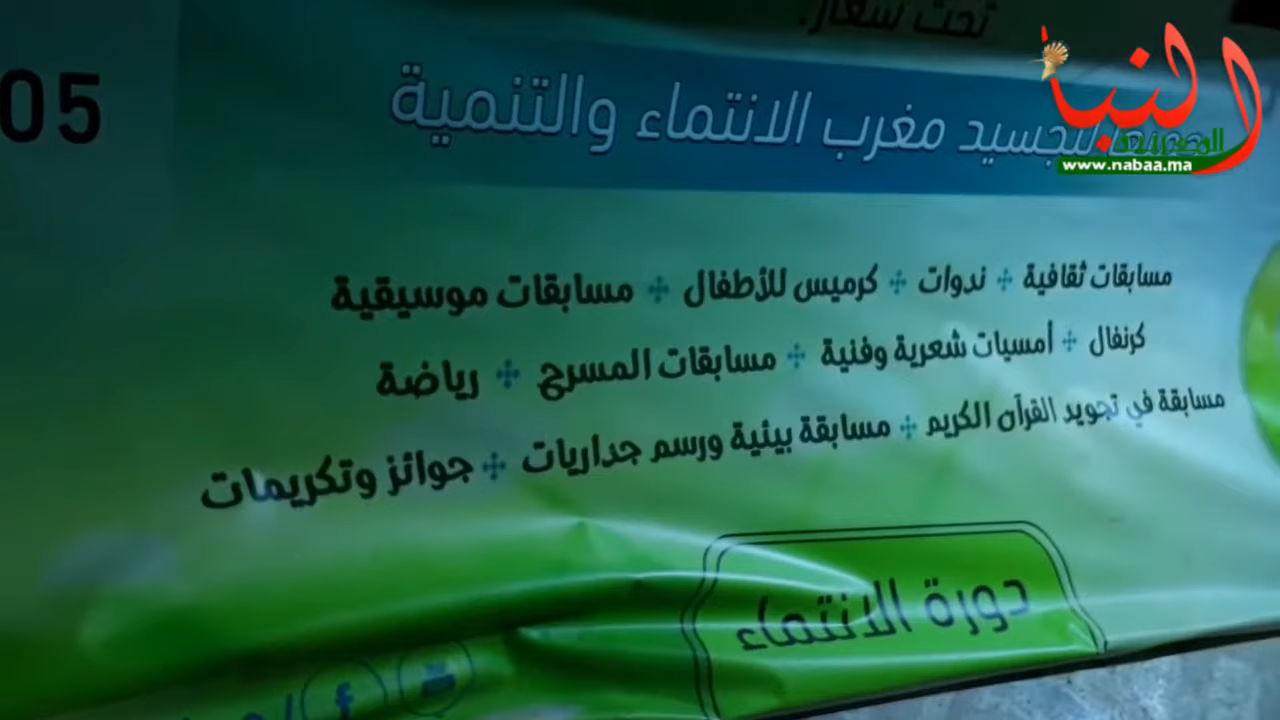 تحت شعار:
لتجسيد مغرب الانتماء والتنمية
05
النبأ
المغربية
www.nabaa.ma
مسابقات ثقافية ✣ ندوات ✣ كرميس للأطفال ✣ مسابقات موسيقية
كرنفال ✣ أمسيات شعرية وفنية ✣ مسابقات المسرح ✣ رياضة
مسابقة في تجويد القرآن الكريم ✣ مسابقة بيئية ورسم جداريات ✣ جوائز وتكريمات
دورة الانتماء